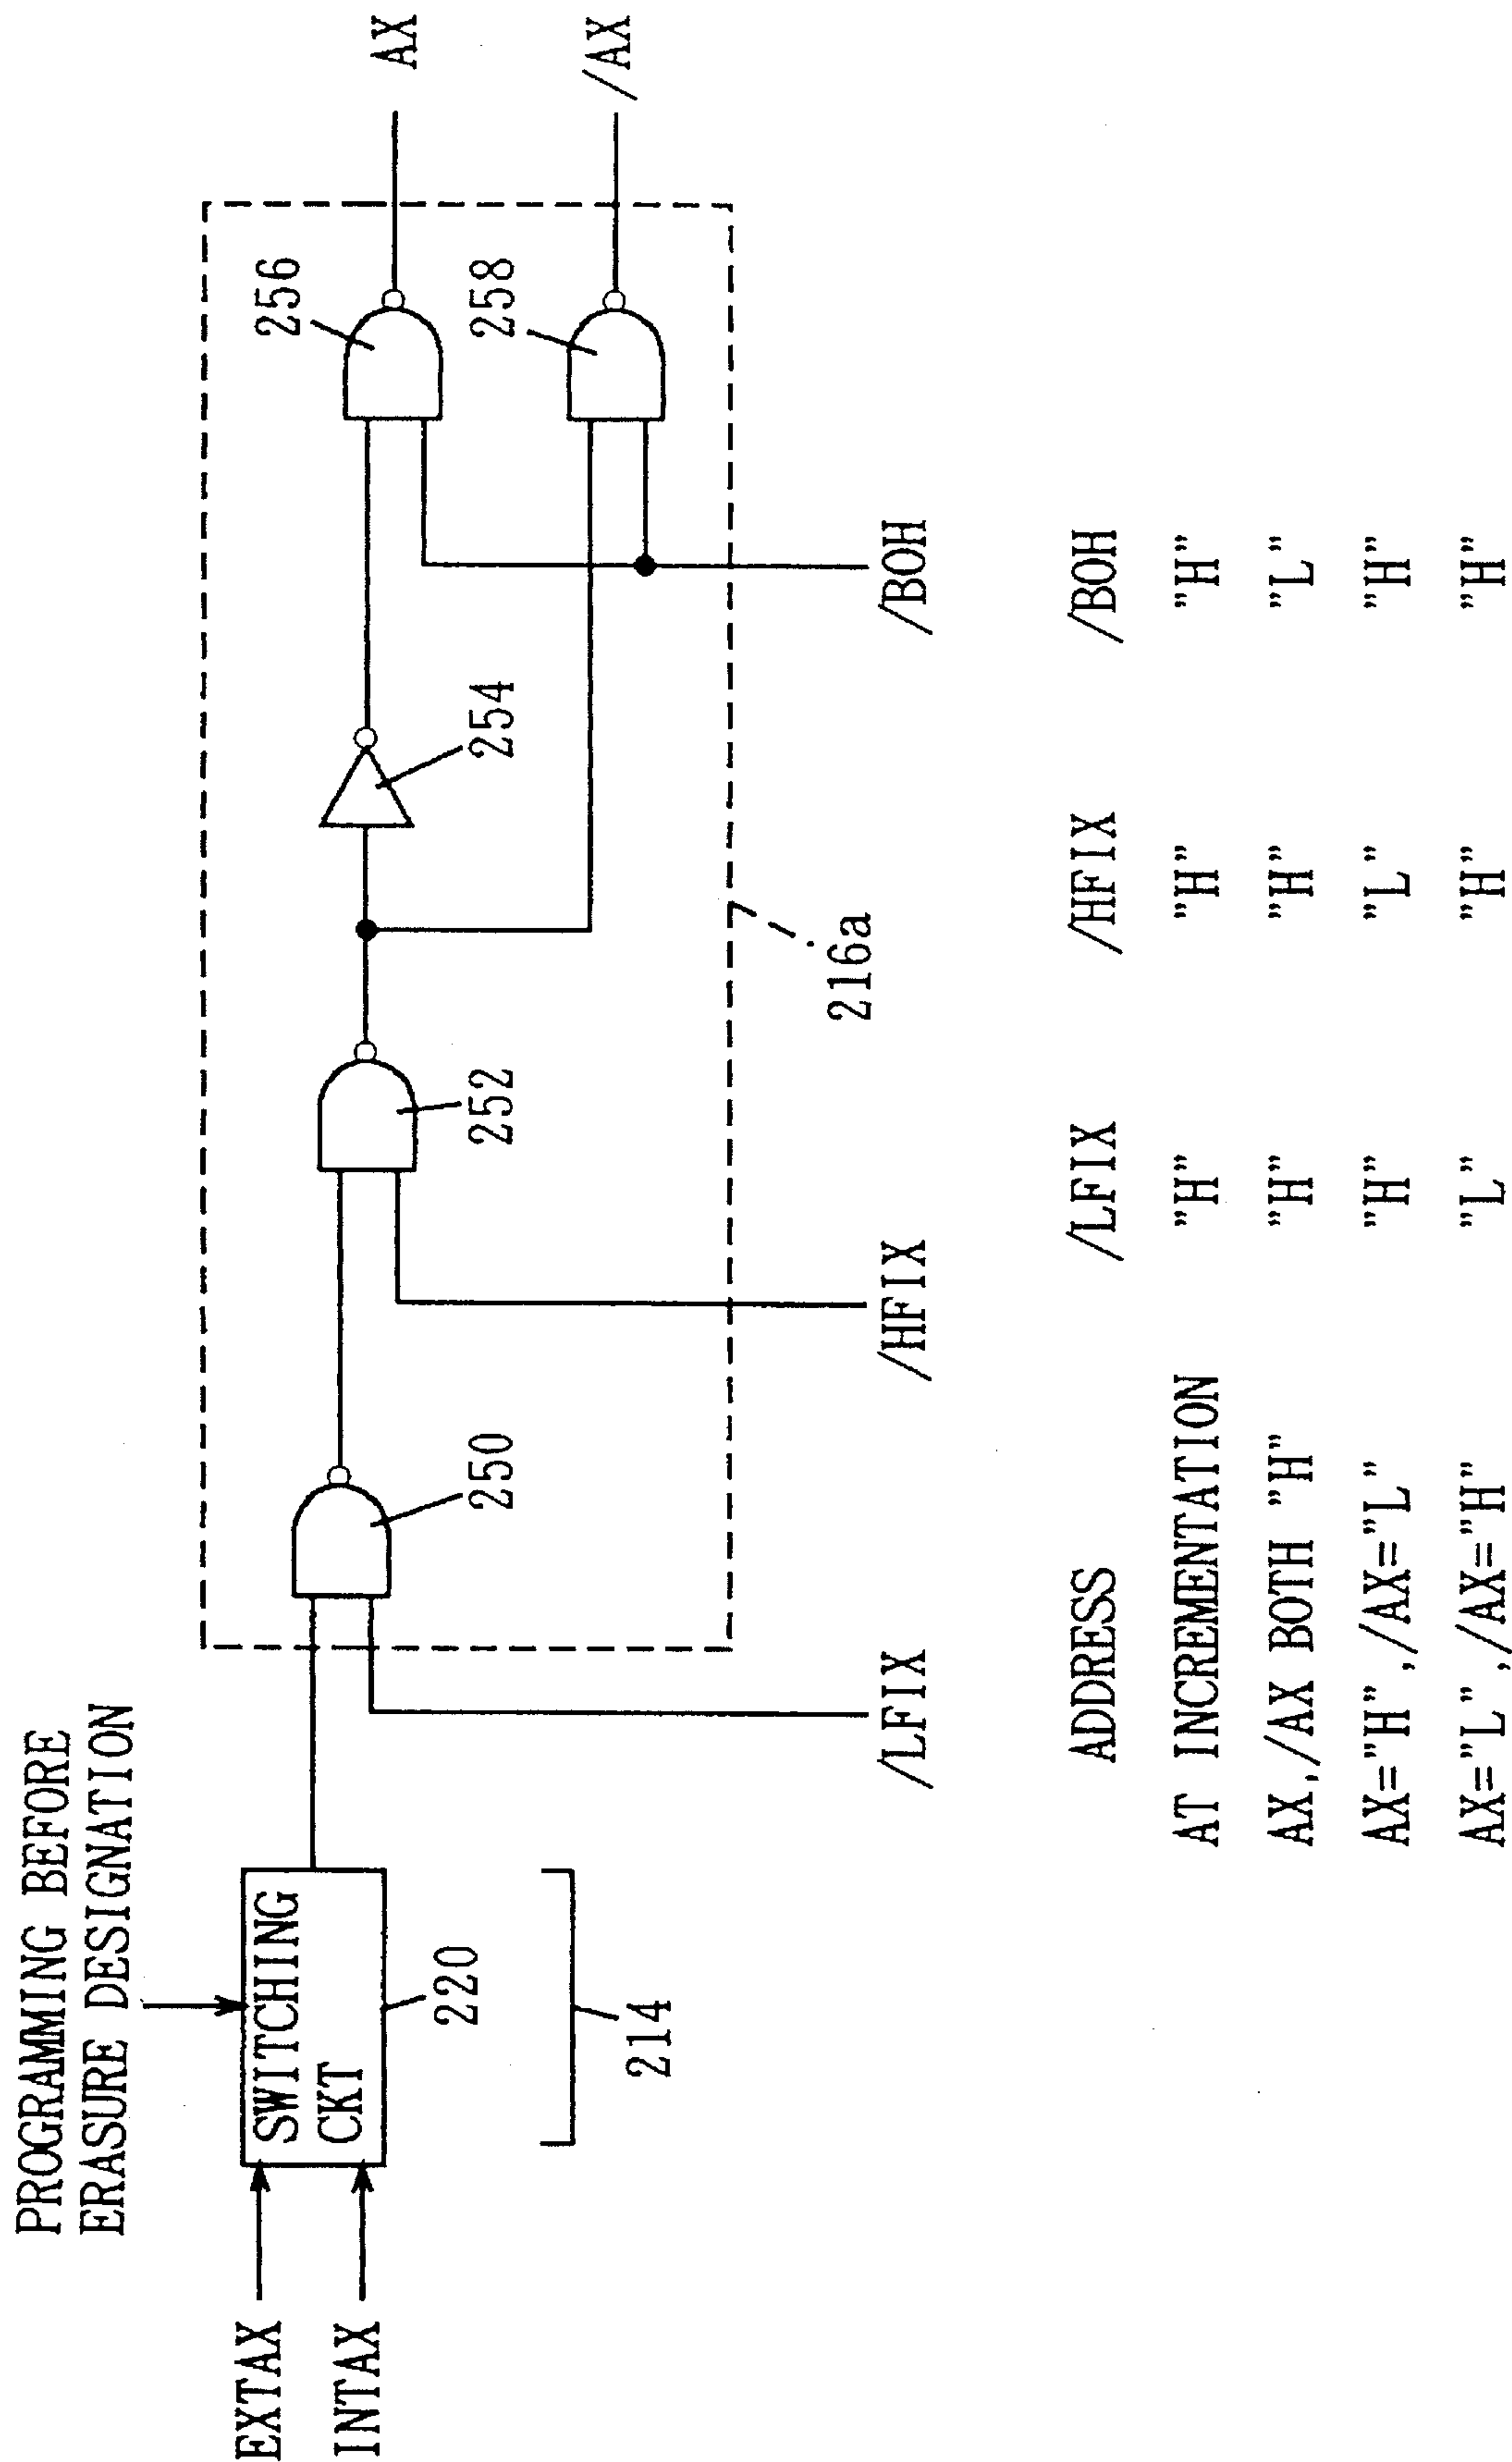 PROGRAMMING BEFORE
ERASURE DESIGNATION
EXTAX
INTAX
SWITCHING
CKT
220
214
250
252
254
256
258
AX
/AX
/LFIX
/HFIX
/BOH
216a
ADDRESS /LFIX /HFIX /BOH
AT INCREMENTATION "H" "H" "H"
AX,/AX BOTH "H" "H" "H" "L"
AX="H",/AX="L" "H" "L" "H"
AX="L",/AX="H" "L" "H" "H"